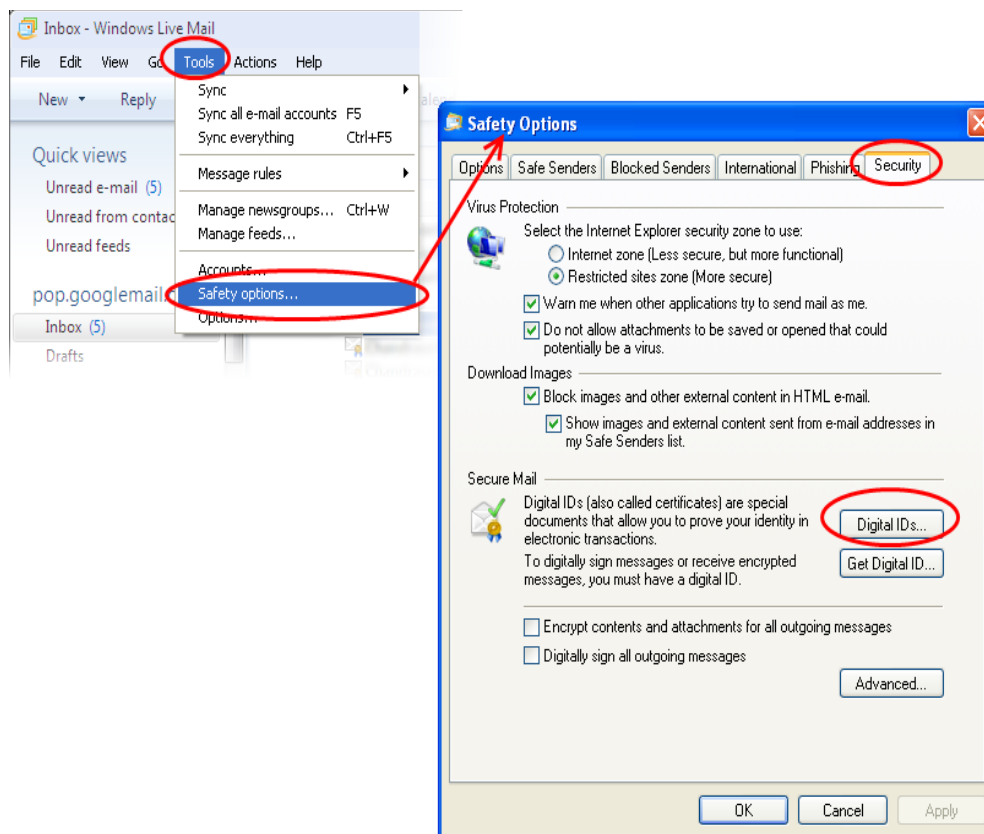 Inbox - Windows Live Mail
File Edit View Tools Actions Help
New Reply
Sync
Sync all e-mail accounts F5
Sync everything Ctrl+F5
Message rules
Manage newsgroups... Ctrl+W
Manage feeds...
Accounts...
Safety options...
Options...
Quick views
Unread e-mail (5)
Unread from contac
Unread feeds
pop.googlemail.
Inbox (5)
Drafts
Safety Options
Options Safe Senders Blocked Senders International Phishing Security
Virus Protection
Select the Internet Explorer security zone to use:
Internet zone (Less secure, but more functional)
Restricted sites zone (More secure)
Warn me when other applications try to send mail as me.
Do not allow attachments to be saved or opened that could
potentially be a virus.
Download Images
Block images and other external content in HTML e-mail.
Show images and external content sent from e-mail addresses in
my Safe Senders list.
Secure Mail
Digital IDs (also called certificates) are special
documents that allow you to prove your identity in
electronic transactions.
Digital IDs...
To digitally sign messages or receive encrypted
messages, you must have a digital ID.
Get Digital ID...
Encrypt contents and attachments for all outgoing messages
Digitally sign all outgoing messages
Advanced...
OK Cancel Apply